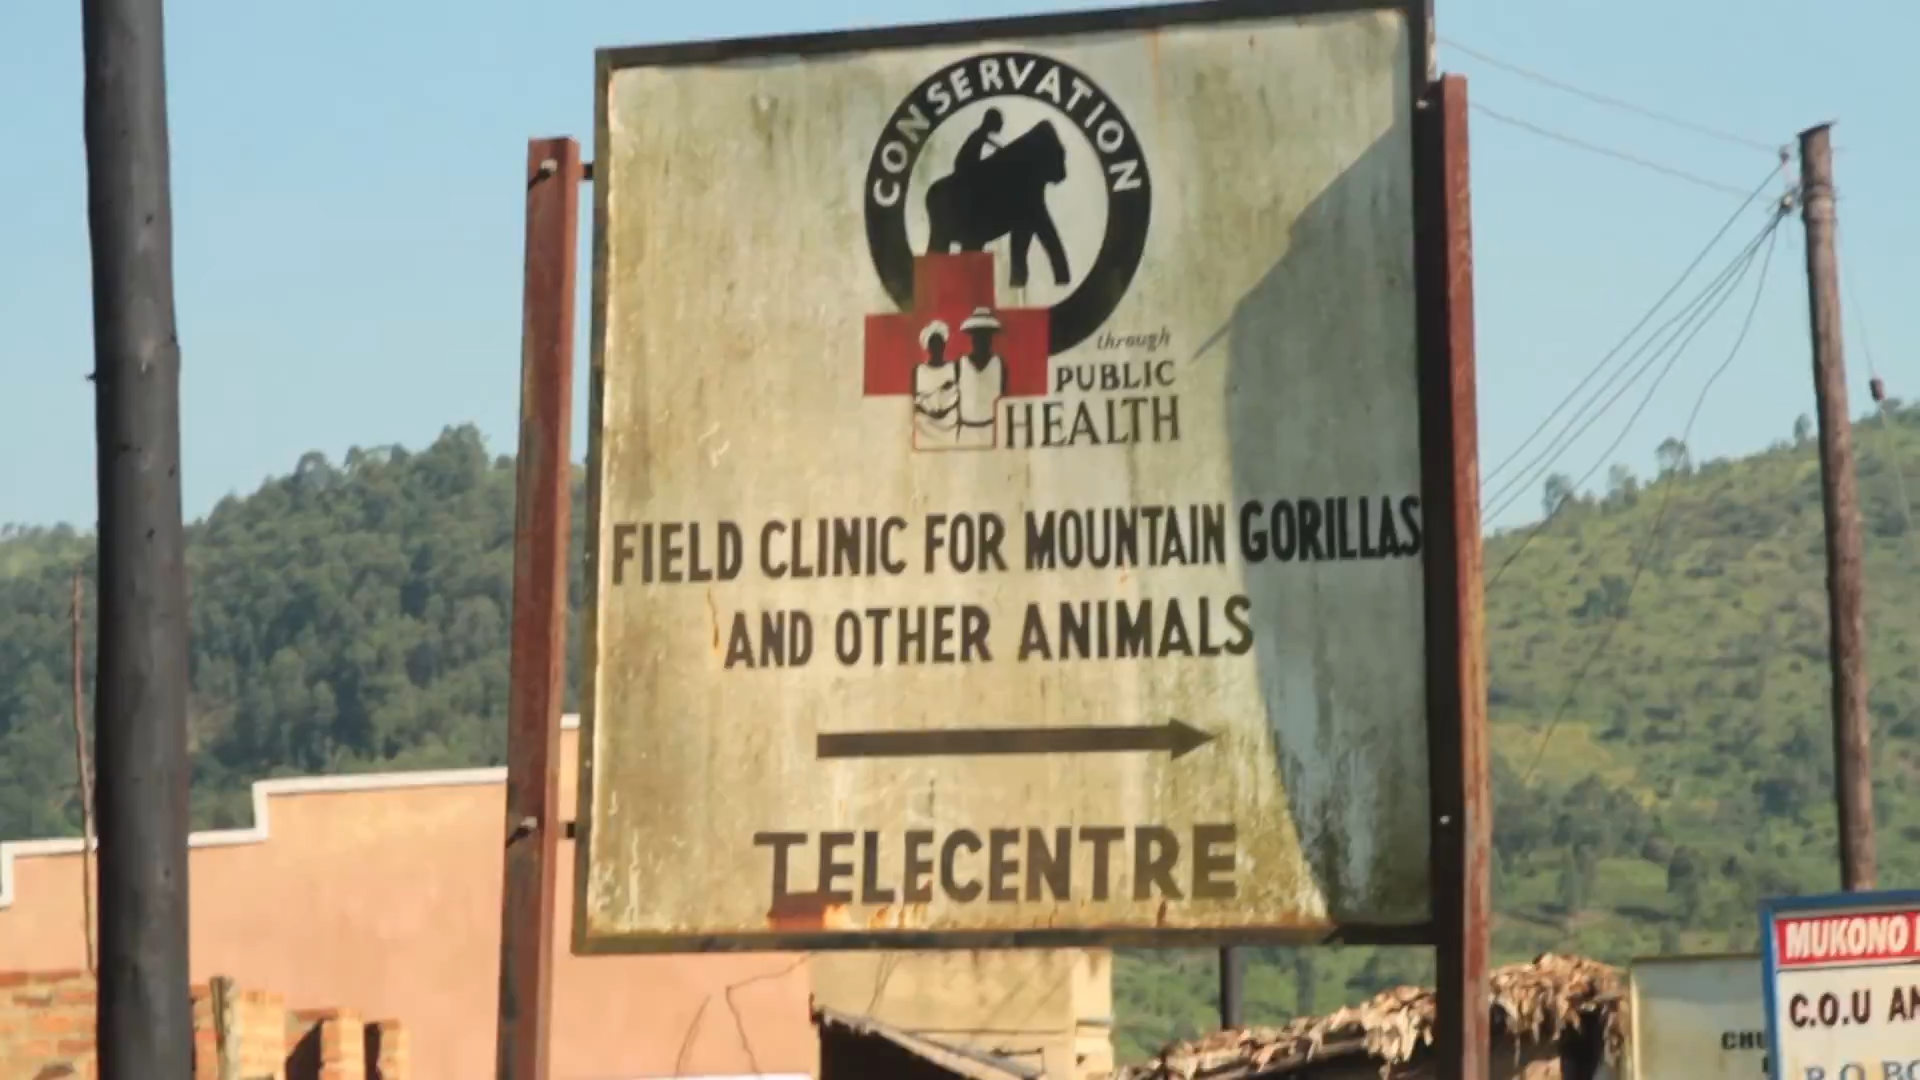 CONSERVATION
through
PUBLIC
HEALTH
FIELD CLINIC FOR MOUNTAIN GORILLAS
AND OTHER ANIMALS
TELECENTRE
MUKONO
C.O.U